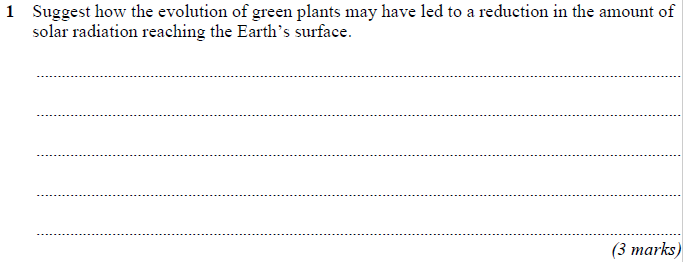 1 Suggest how the evolution of green plants may have led to a reduction in the amount of
solar radiation reaching the Earth's surface.
(3 marks)